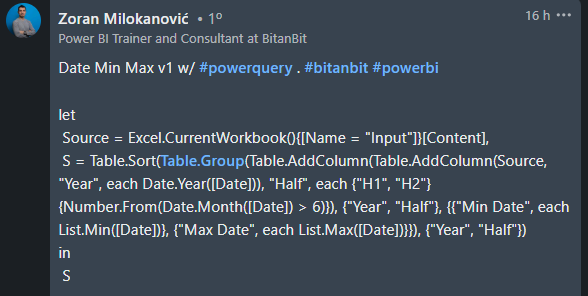 Zoran Milokanović • 1º
16 h •••
Power BI Trainer and Consultant at BitanBit
Date Min Max v1 w/ #powerquery . #bitanbit #powerbi
let
Source = Excel.CurrentWorkbook(){[Name = "Input"]}[Content],
S = Table.Sort(Table.Group(Table.AddColumn(Table.AddColumn(Source,
"Year", each Date.Year([Date])), "Half", each {"H1", "H2"}
{Number.From(Date.Month([Date]) > 6)}), {"Year", "Half"}, {{"Min Date", each
List.Min([Date])}, {"Max Date", each List.Max([Date])}}), {"Year", "Half"})
in
S